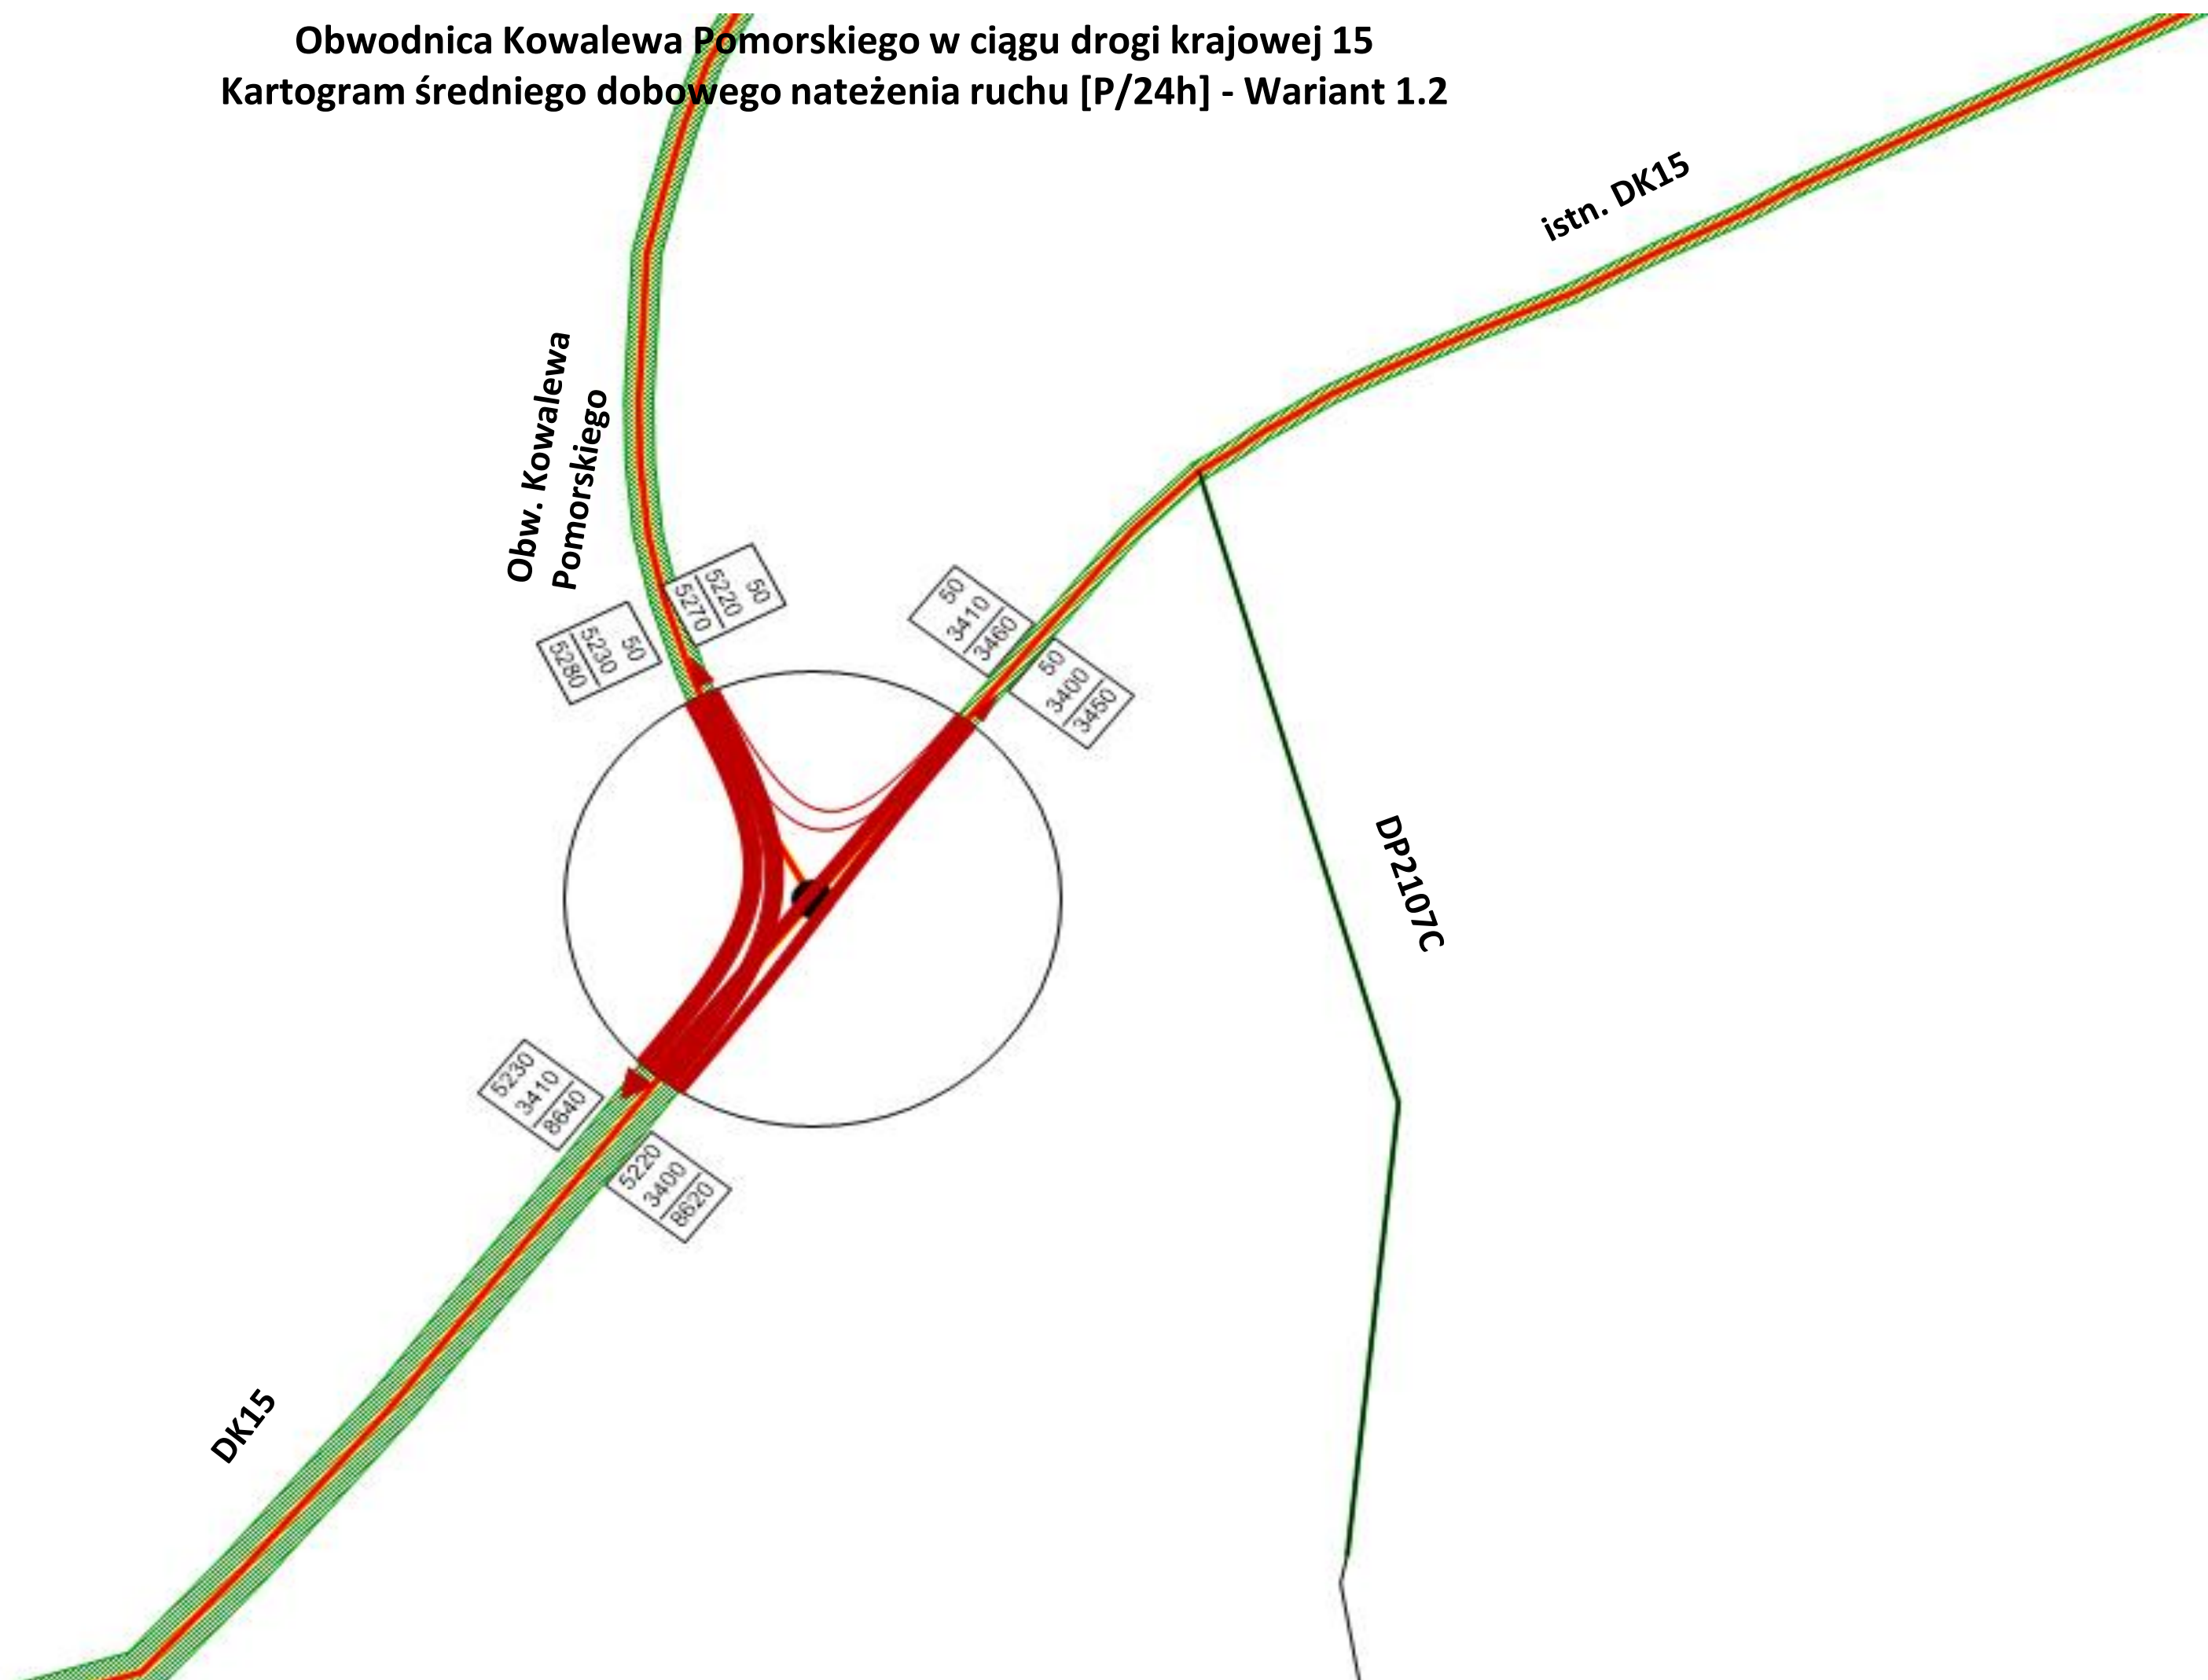 Obwodnica Kowalewa Pomorskiego w ciągu drogi krajowej 15
Kartogram średniego dobowego nateżenia ruchu [P/24h] - Wariant 1.2
istn. DK15
Obw. Kowalewa
Pomorskiego
50
5220
5270
50
5230
5280
50
3410
3460
50
3400
3450
DP2107C
5230
3410
8640
5220
3400
8620
DK15